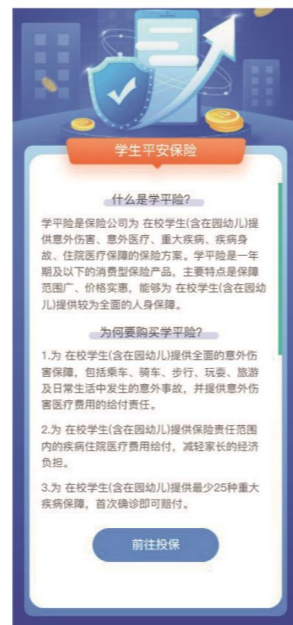 学生平安保险
什么是学平险?
学平险是保险公司为 在校学生(含在园幼儿)提
供意外伤害、意外医疗、重大疾病、疾病身
故、住院医疗保障的保险方案。学平险是一年
期及以下的消费型保险产品，主要特点是保障
范围广、价格实惠，能够为 在校学生(含在园幼
儿)提供较为全面的人身保障。
为何要购买学平险?
1.为 在校学生(含在园幼儿)提供全面的意外伤
害保障，包括乘车、骑车、步行、玩耍、旅游
及日常生活中发生的意外事故，并提供意外伤
害医疗费用的给付责任。
2.为 在校学生(含在园幼儿)提供保险责任范围
内的疾病住院医疗费用给付，减轻家长的经济
负担。
3.为 在校学生(含在园幼儿)提供最少25种重大
疾病保障，首次确诊即可赔付。
前往投保